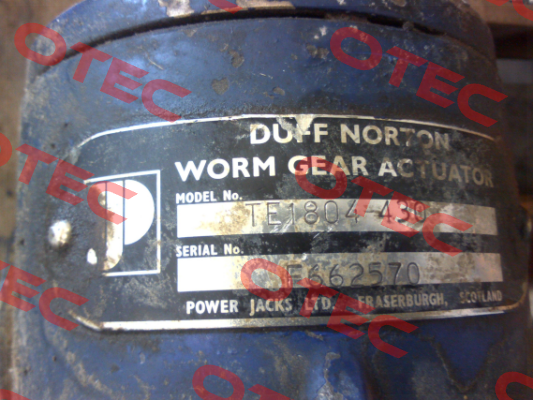 DUFF NORTON
WORM GEAR ACTUATOR
MODEL No. TE1804-430
SERIAL No. E662570
POWER JACKS LTD. FRASERBURGH, SCOTLAND
OTEC
OTEC
OTEC
OTEC
OTEC
OTEC